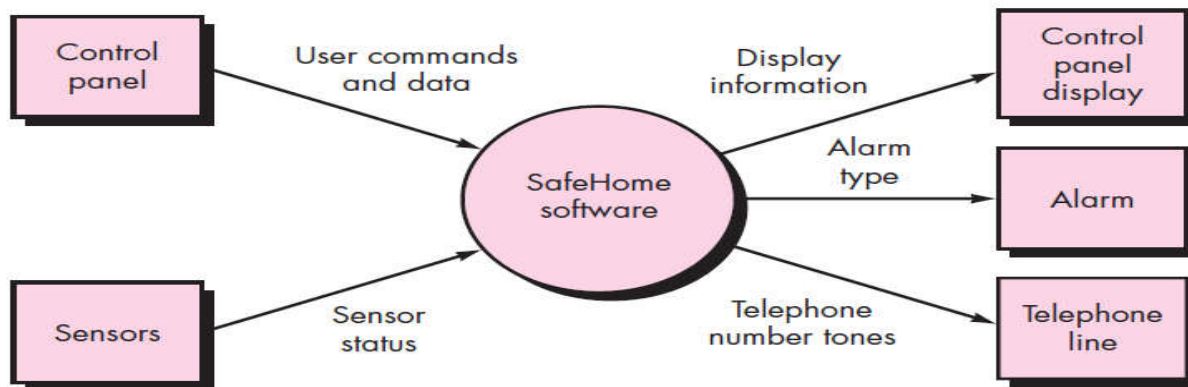 Control
panel
User commands
and data
Display
information
Control
panel
display
SafeHome
software
Alarm
type
Alarm
Sensors
Sensor
status
Telephone
number tones
Telephone
line